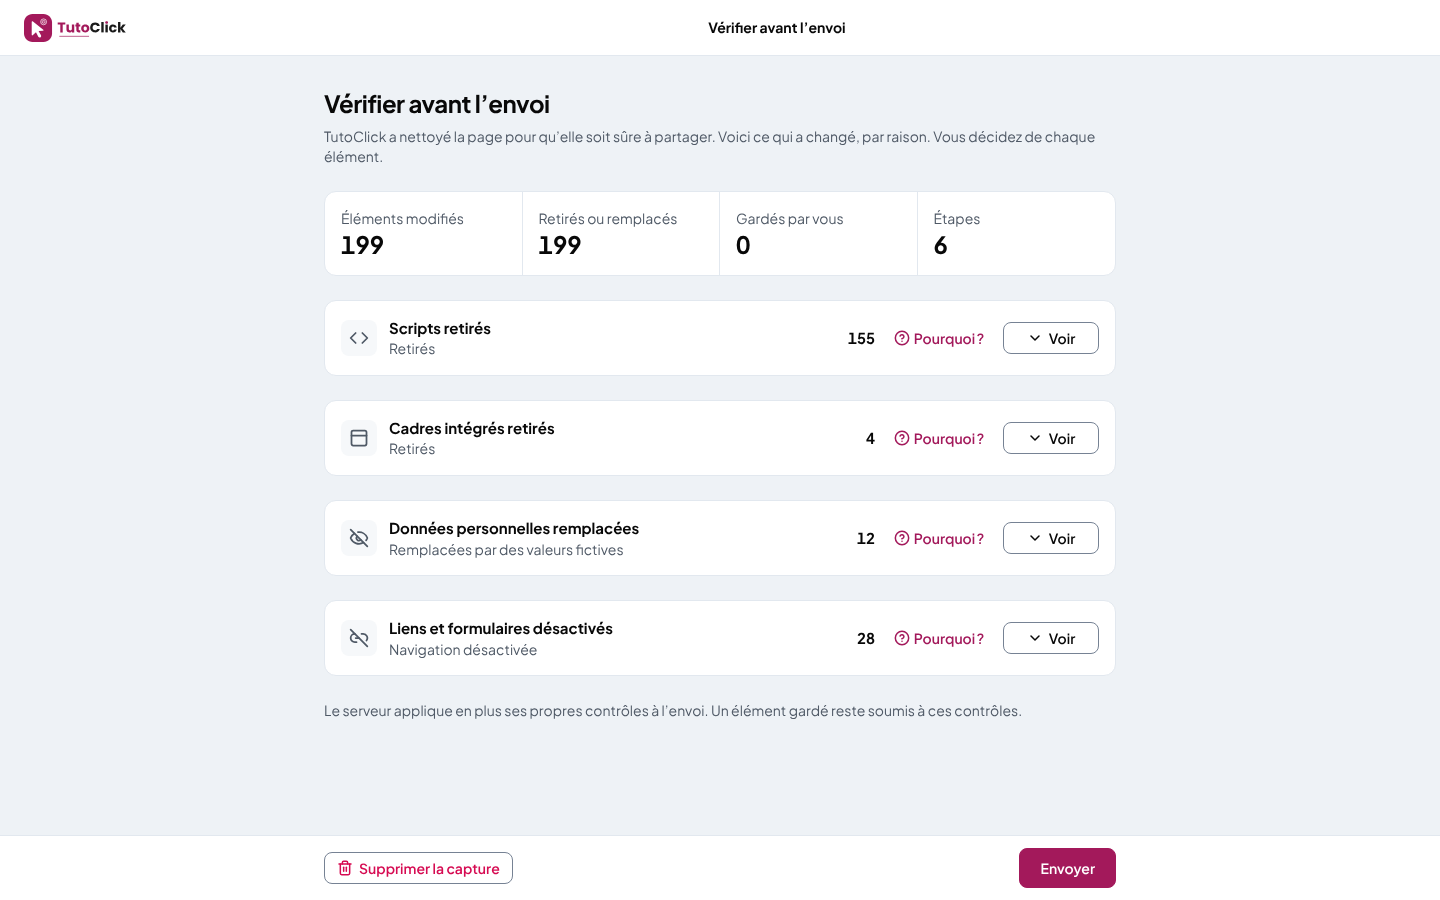 TutoClick
Vérifier avant l’envoi
Vérifier avant l’envoi
TutoClick a nettoyé la page pour qu’elle soit sûre à partager. Voici ce qui a changé, par raison. Vous décidez de chaque
élément.
Éléments modifiés
199
Retirés ou remplacés
199
Gardés par vous
0
Étapes
6
Scripts retirés
Retirés
155
Pourquoi ?
Voir
Cadres intégrés retirés
Retirés
4
Pourquoi ?
Voir
Données personnelles remplacées
Remplacées par des valeurs fictives
12
Pourquoi ?
Voir
Liens et formulaires désactivés
Navigation désactivée
28
Pourquoi ?
Voir
Le serveur applique en plus ses propres contrôles à l’envoi. Un élément gardé reste soumis à ces contrôles.
Supprimer la capture
Envoyer